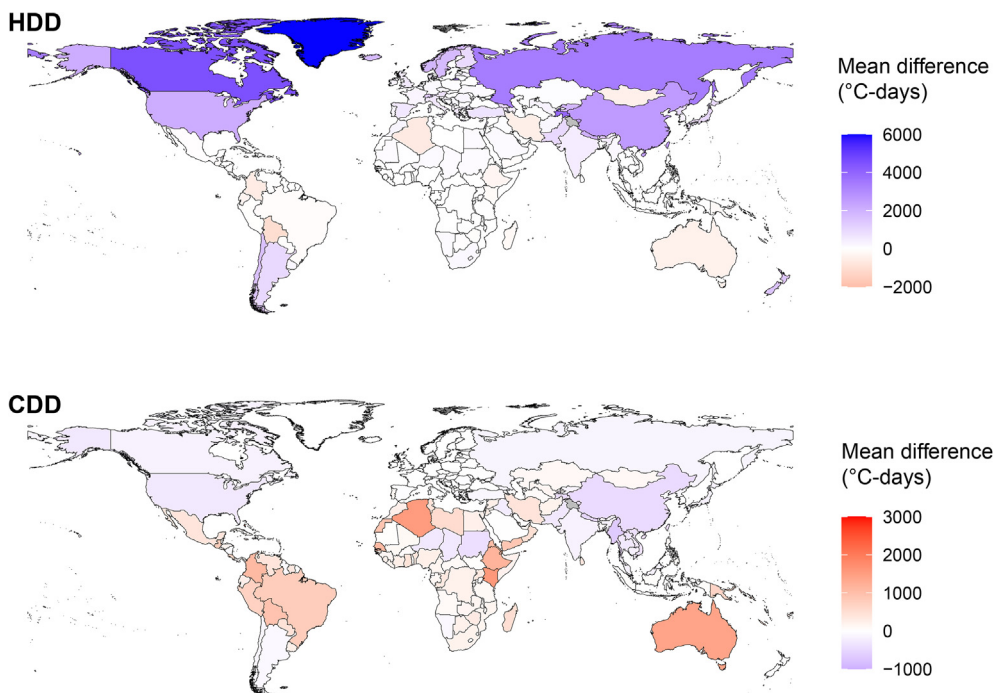 HDD
Mean difference
(°C-days)
6000
4000
2000
0
−2000
CDD
Mean difference
(°C-days)
3000
2000
1000
0
−1000